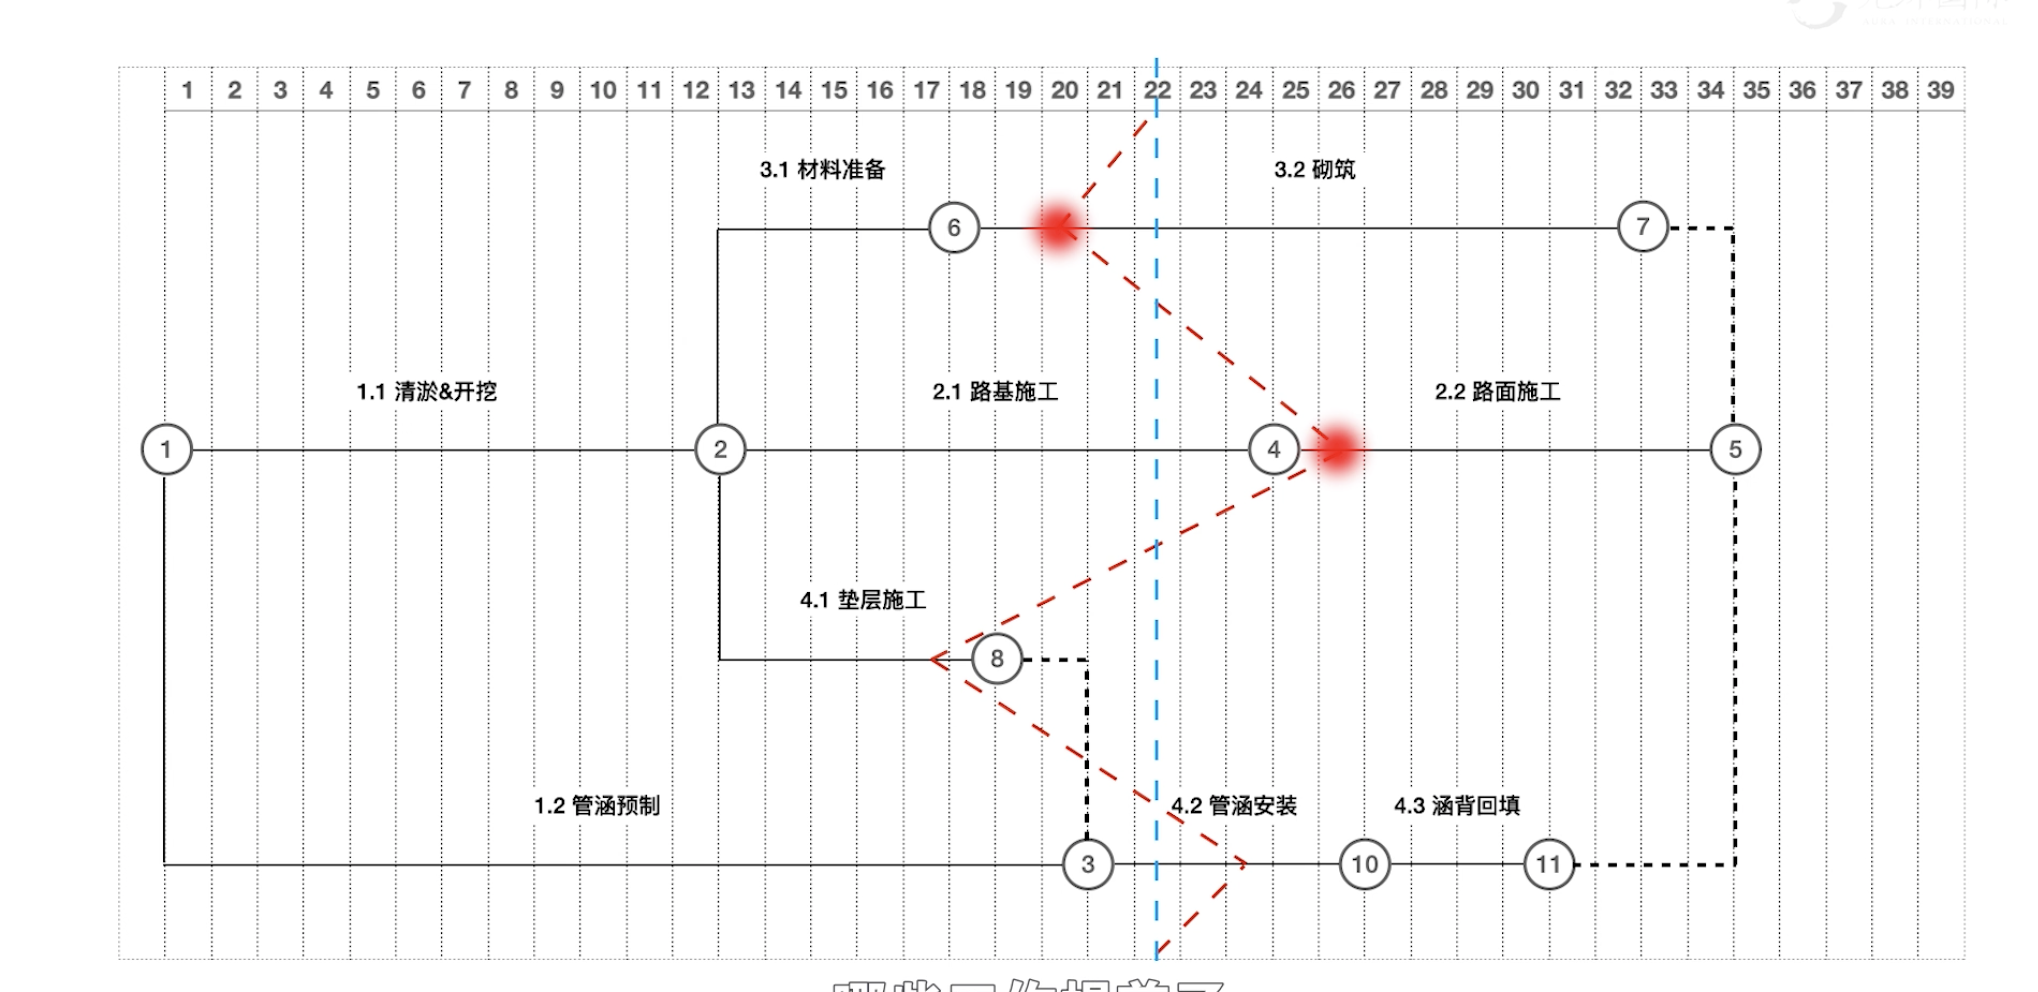 1 2 3 4 5 6 7 8 9 10 11 12 13 14 15 16 17 18 19 20 21 22 23 24 25 26 27 28 29 30 31 32 33 34 35 36 37 38 39
3.1 材料准备
3.2 砌筑
6
7
1.1 清淤&开挖
2.1 路基施工
2.2 路面施工
1
2
4
5
4.1 垫层施工
8
1.2 管涵预制
4.2 管涵安装
4.3 涵背回填
3
10
11